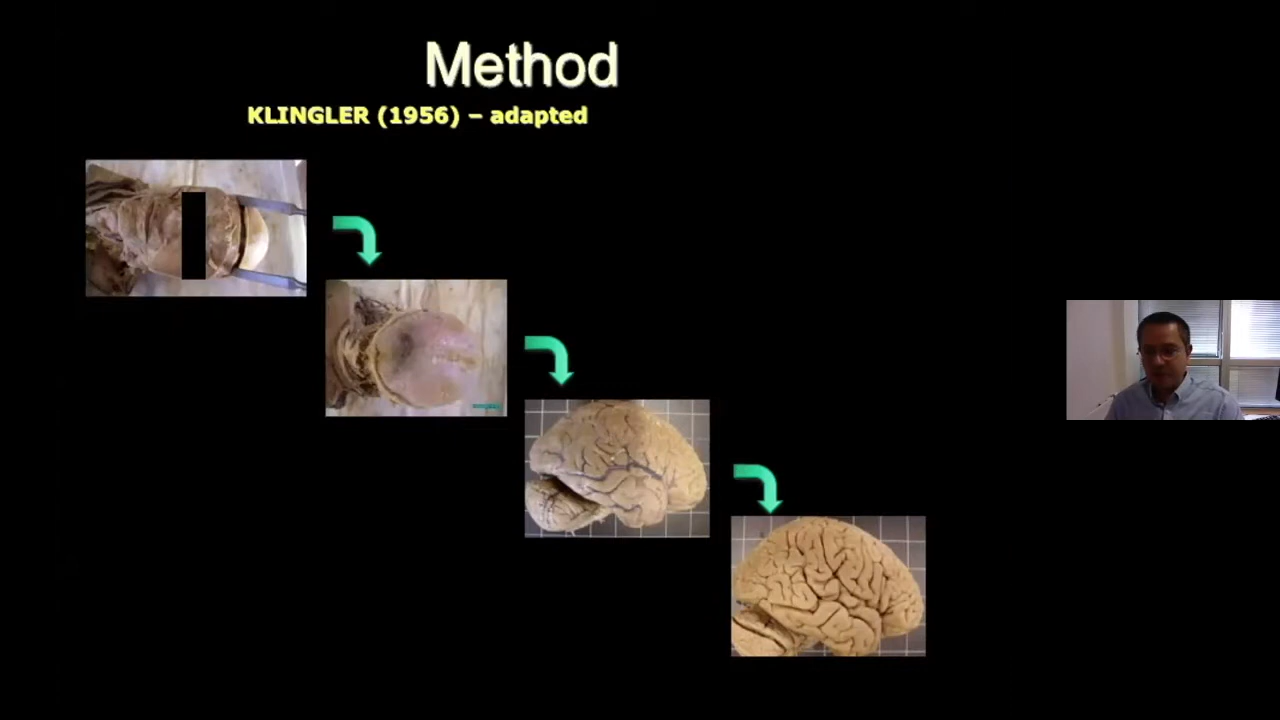 Method
KLINGLER (1956) – adapted